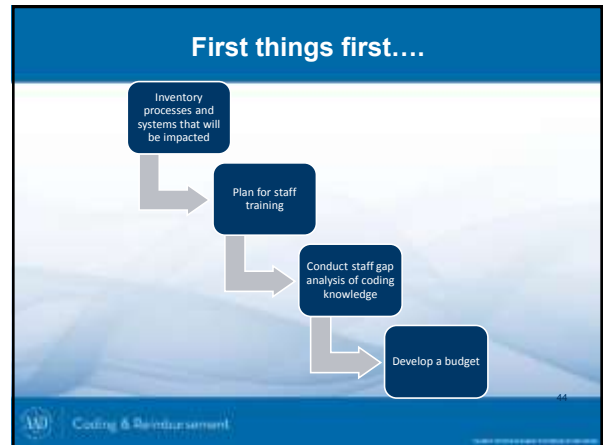 First things first….
Inventory
processes and
systems that will
be impacted
Plan for staff
training
Conduct staff gap
analysis of coding
knowledge
Develop a budget
44
Coding & Reimbursement